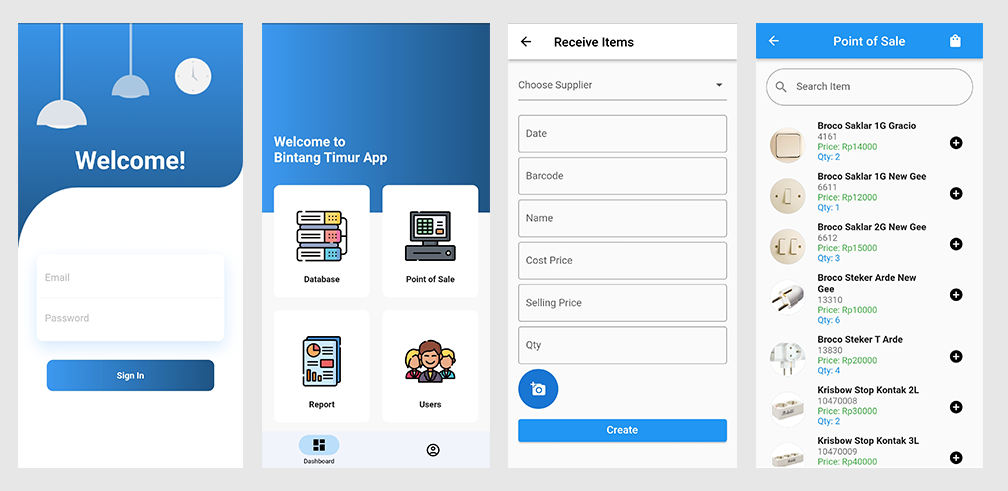 Welcome!
Email
Password
Sign In
Welcome to
Bintang Timur App
Database
Point of Sale
Report
Users
Dashboard
Receive Items
Choose Supplier
Date
Barcode
Name
Cost Price
Selling Price
Qty
Create
Point of Sale
Search Item
Broco Saklar 1G Gracio
4161
Price: Rp14000
Qty: 2
Broco Saklar 1G New Gee
6611
Price: Rp12000
Qty: 1
Broco Saklar 2G New Gee
6612
Price: Rp15000
Qty: 3
Broco Steker Arde New
Gee
13310
Price: Rp10000
Qty: 6
Broco Steker T Arde
13830
Price: Rp20000
Qty: 4
Krisbow Stop Kontak 2L
10470008
Price: Rp30000
Qty: 2
Krisbow Stop Kontak 3L
10470009
Price: Rp40000